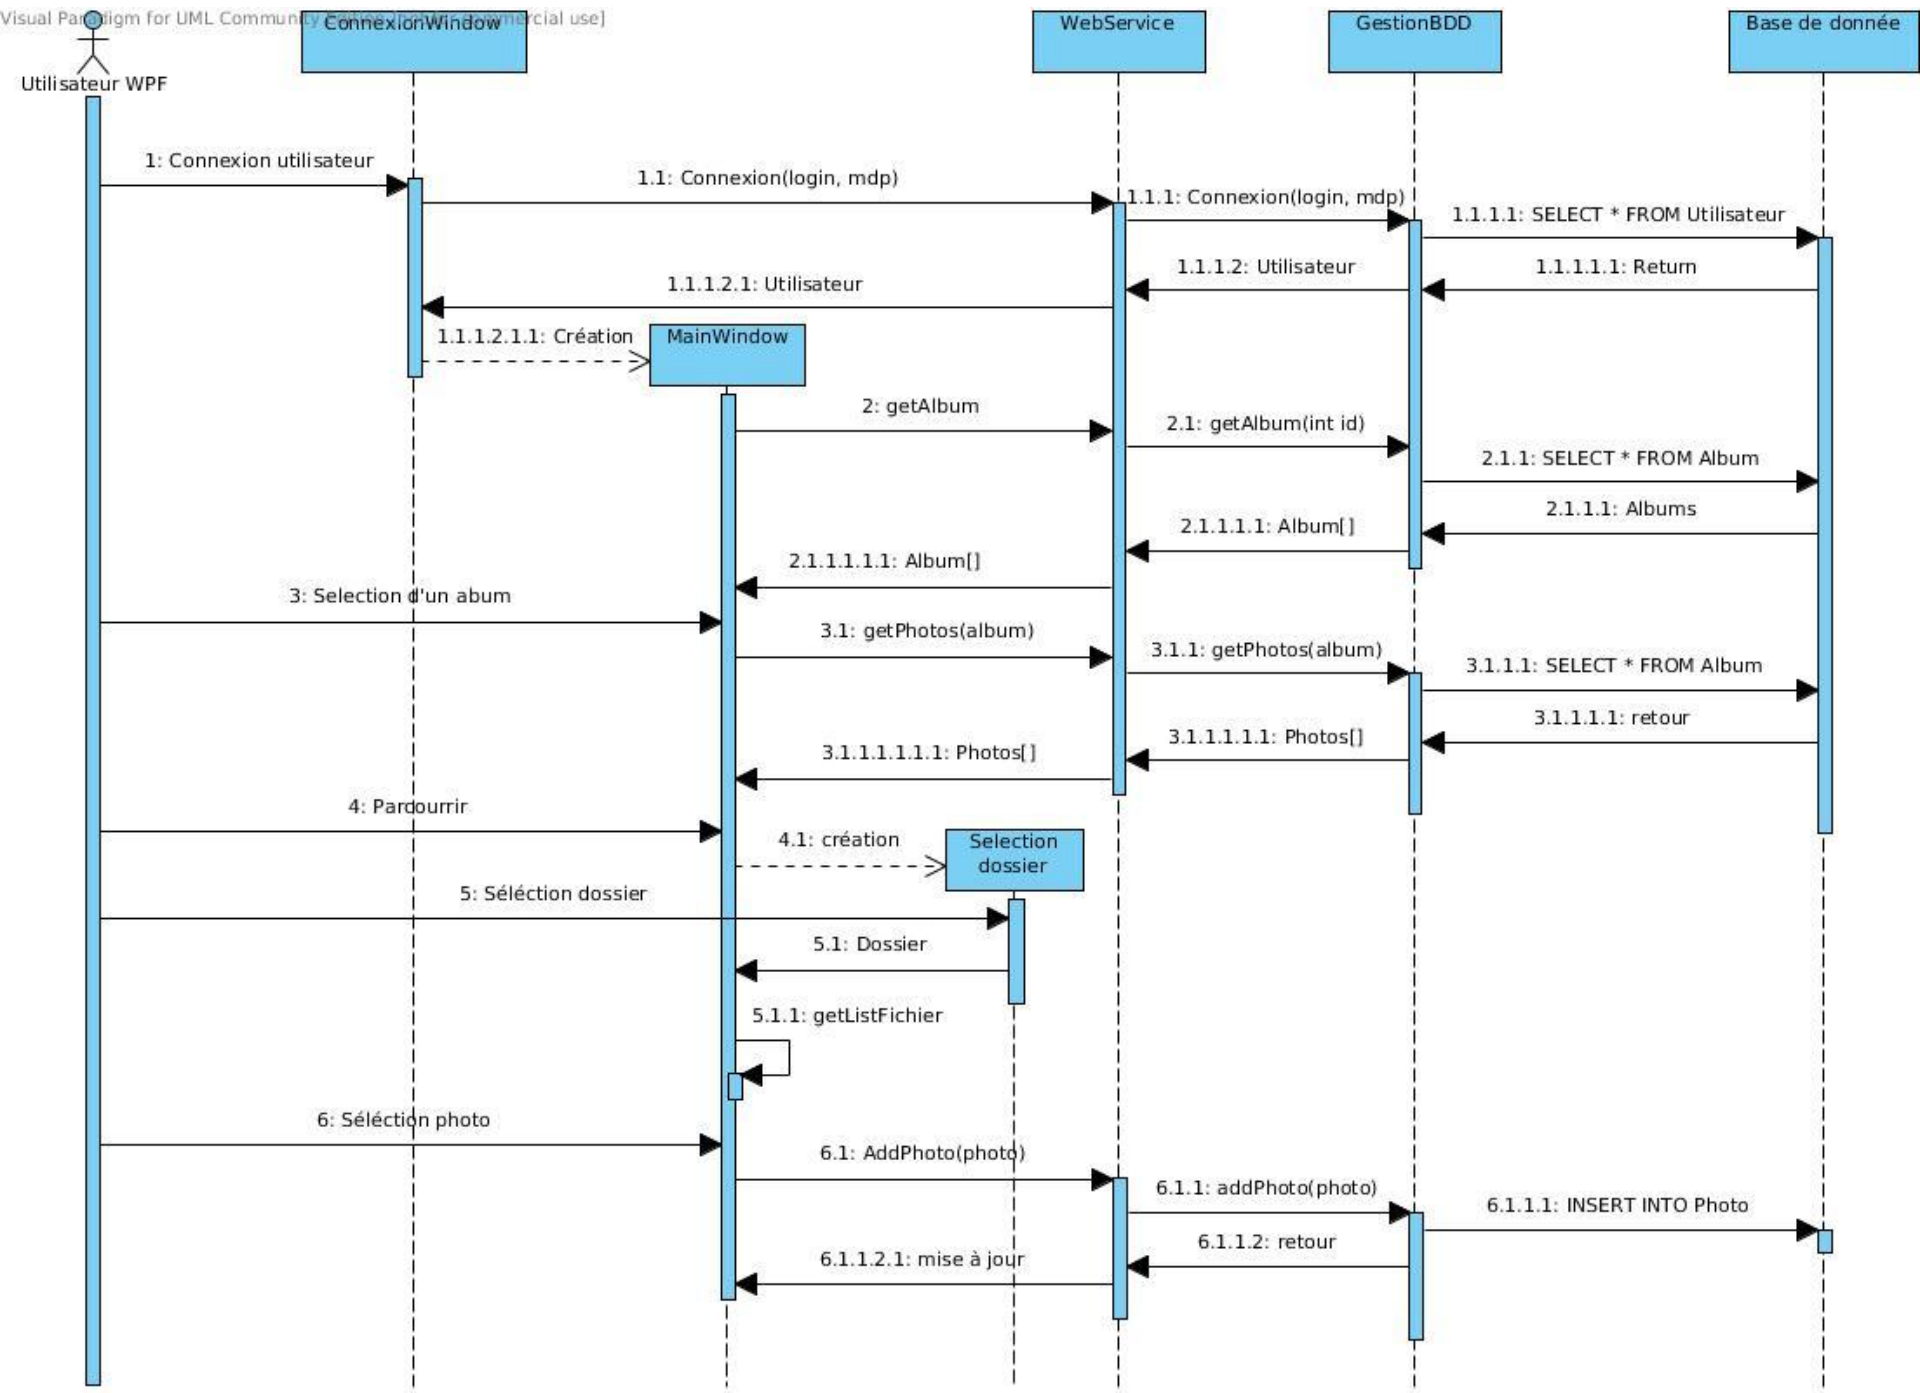 Visual Paradigm for UML Community
cial use]
ConnexionWindow
WebService
GestionBDD
Base de donnée
Utilisateur WPF
1: Connexion utilisateur
1.1: Connexion(login, mdp)
1.1.1: Connexion(login, mdp)
1.1.1.1: SELECT * FROM Utilisateur
1.1.1.2: Utilisateur
1.1.1.1.1: Return
1.1.1.2.1: Utilisateur
1.1.1.2.1.1: Création
MainWindow
2: getAlbum
2.1: getAlbum(int id)
2.1.1: SELECT * FROM Album
2.1.1.1: Albums
2.1.1.1.1: Album[]
2.1.1.1.1.1: Album[]
3: Selection d'un abum
3.1: getPhotos(album)
3.1.1: getPhotos(album)
3.1.1.1: SELECT * FROM Album
3.1.1.1.1: retour
3.1.1.1.1.1: Photos[]
3.1.1.1.1.1.1: Photos[]
4: Parcourrir
4.1: création
Selection
dossier
5: Séléction dossier
5.1: Dossier
5.1.1: getListFichier
6: Séléction photo
6.1: AddPhoto(photo)
6.1.1: addPhoto(photo)
6.1.1.1: INSERT INTO Photo
6.1.1.2: retour
6.1.1.2.1: mise à jour